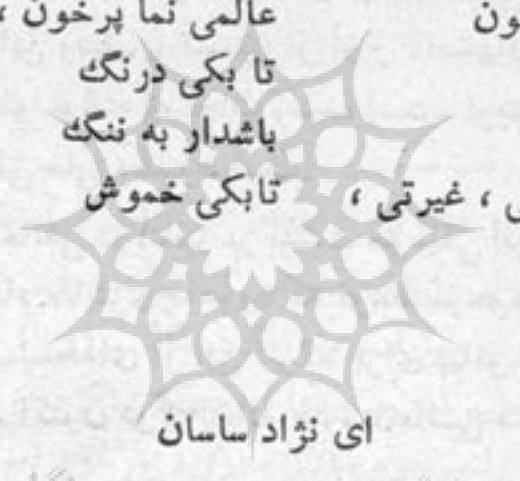 عالمی نما پرخون ،
تا بکی درنگ
باشدار به ننگ
غیرتی ، تابکی خموش
ای نژاد ساسان